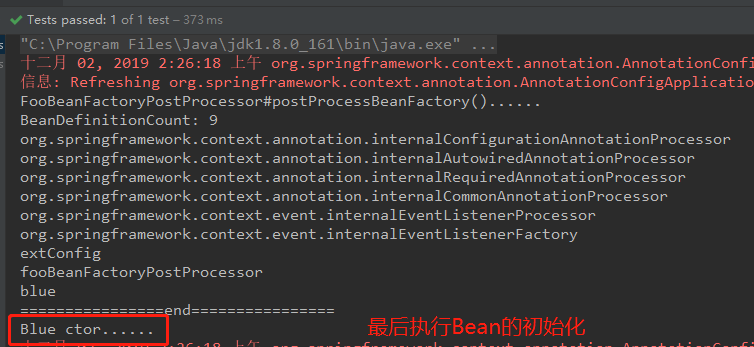 Tests passed: 1 of 1 test – 373 ms
"C:\Program Files\Java\jdk1.8.0_161\bin\java.exe" ...
十二月 02, 2019 2:26:18 上午 org.springframework.context.annotation.AnnotationConfi
信息: Refreshing org.springframework.context.annotation.AnnotationConfigApplicatio
FooBeanFactoryPostProcessor#postProcessBeanFactory()......
BeanDefinitionCount: 9
org.springframework.context.annotation.internalConfigurationAnnotationProcessor
org.springframework.context.annotation.internalAutowiredAnnotationProcessor
org.springframework.context.annotation.internalRequiredAnnotationProcessor
org.springframework.context.annotation.internalCommonAnnotationProcessor
org.springframework.context.event.internalEventListenerProcessor
org.springframework.context.event.internalEventListenerFactory
extConfig
fooBeanFactoryPostProcessor
blue
=================end=================
Blue ctor...... 最后执行Bean的初始化
十二月 02, 2019 2:26:18 上午 org.springframework.context.annotation.AnnotationConfi